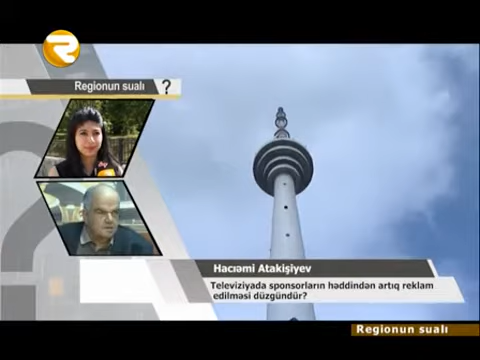 Regionun sualı ?
Hacıəmi Atakişiyev
Televiziyada sponsorların həddindən artıq reklam
edilməsi düzgündür?
Regionun sualı